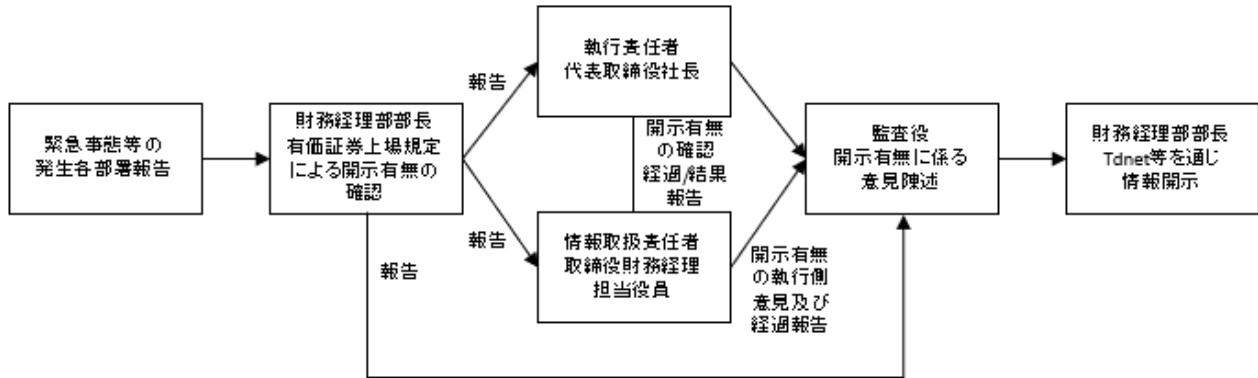 緊急事態等の
発生各部署報告
財務経理部部長
有価証券上場規定
による開示有無の
確認
報告
報告
報告
執行責任者
代表取締役社長
開示有無
の確認
経過/結果
報告
情報取扱責任者
取締役財務経理
担当役員
開示有無
の執行側
意見及び
経過報告
監査役
開示有無に係る
意見陳述
財務経理部部長
Tdnet等を通じ
情報開示